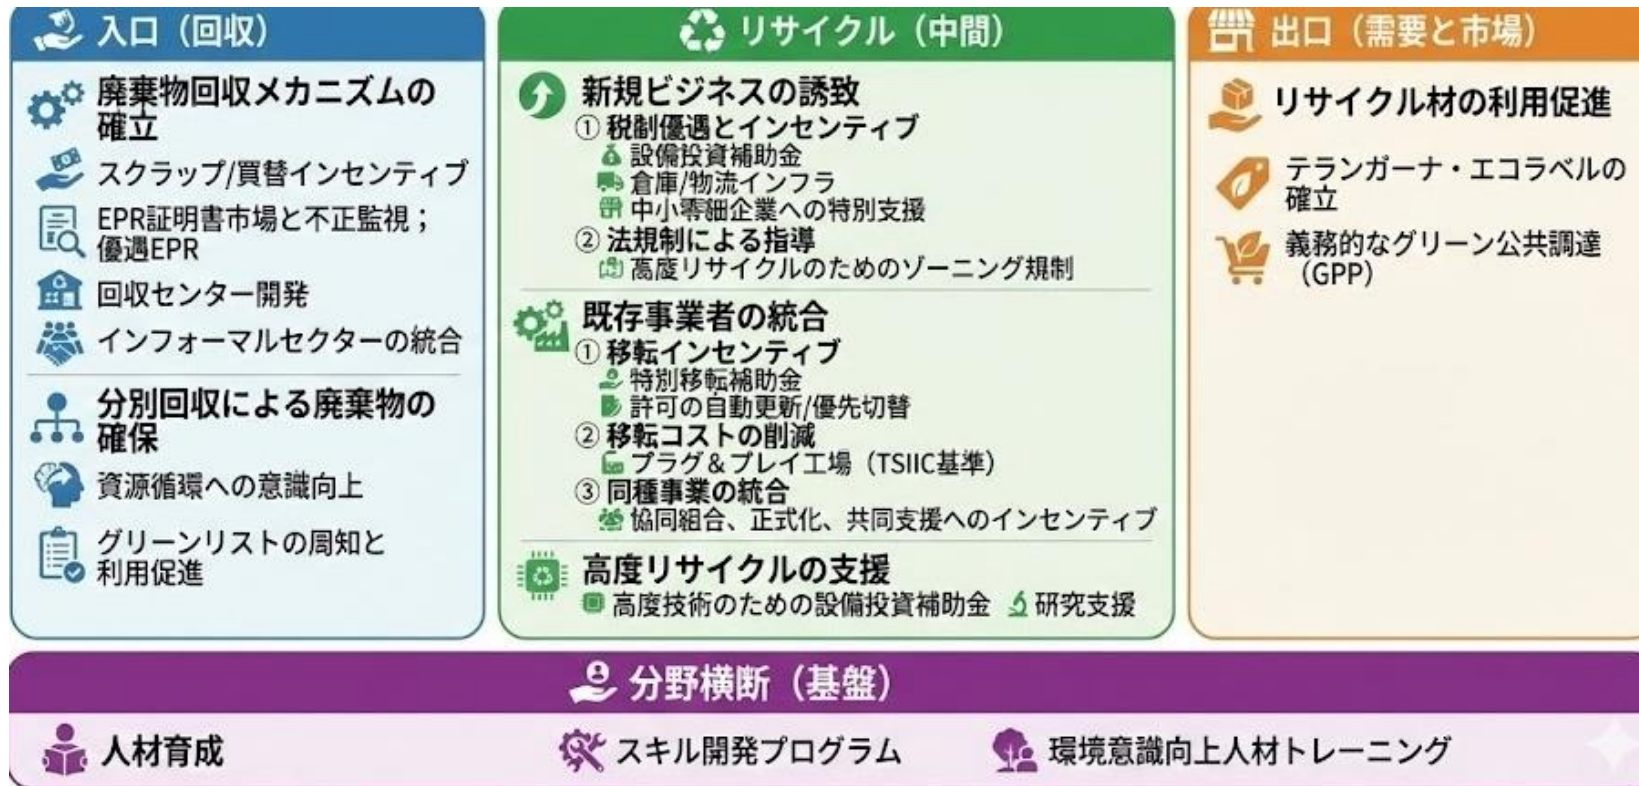 入口（回収）
廃棄物回収メカニズムの
確立
スクラップ/買替インセンティブ
EPR証明書市場と不正監視；
優遇EPR
回収センター開発
インフォーマルセクターの統合
分別回収による廃棄物の
確保
資源循環への意識向上
グリーンリストの周知と
利用促進
リサイクル（中間）
新規ビジネスの誘致
① 税制優遇とインセンティブ
設備投資補助金
倉庫/物流インフラ
中小零細企業への特別支援
② 法規制による指導
高度リサイクルのためのゾーニング規制
既存事業者の統合
① 移転インセンティブ
特別移転補助金
許可の自動更新/優先切替
② 移転コストの削減
プラグ＆プレイ工場（TSIIC基準）
③ 同種事業の統合
協同組合、正式化、共同支援へのインセンティブ
高度リサイクルの支援
高度技術のための設備投資補助金 研究支援
出口（需要と市場）
リサイクル材の利用促進
テランガーナ・エコラベルの
確立
義務的なグリーン公共調達
（GPP）
分野横断（基盤）
人材育成
スキル開発プログラム
環境意識向上人材トレーニング